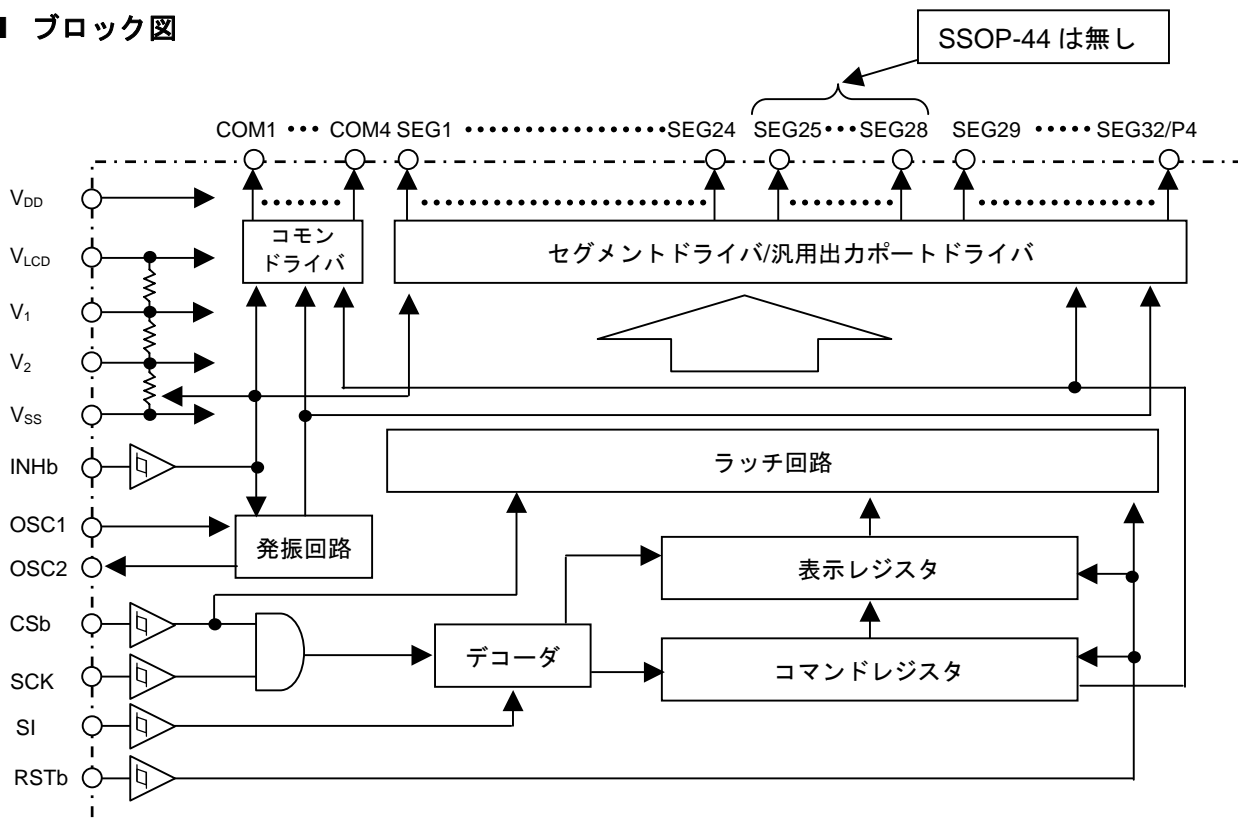 ■ ブロック図
SSOP-44 は無し
COM1 ••• COM4 SEG1 ••••••••••••••••••SEG24 SEG25•••SEG28 SEG29 ••••• SEG32/P4
VDD
VLCD
V1
V2
VSS
INHb
OSC1
OSC2
CSb
SCK
SI
RSTb
コモン
ドライバ
セグメントドライバ/汎用出力ポートドライバ
ラッチ回路
発振回路
表示レジスタ
デコーダ
コマンドレジスタ